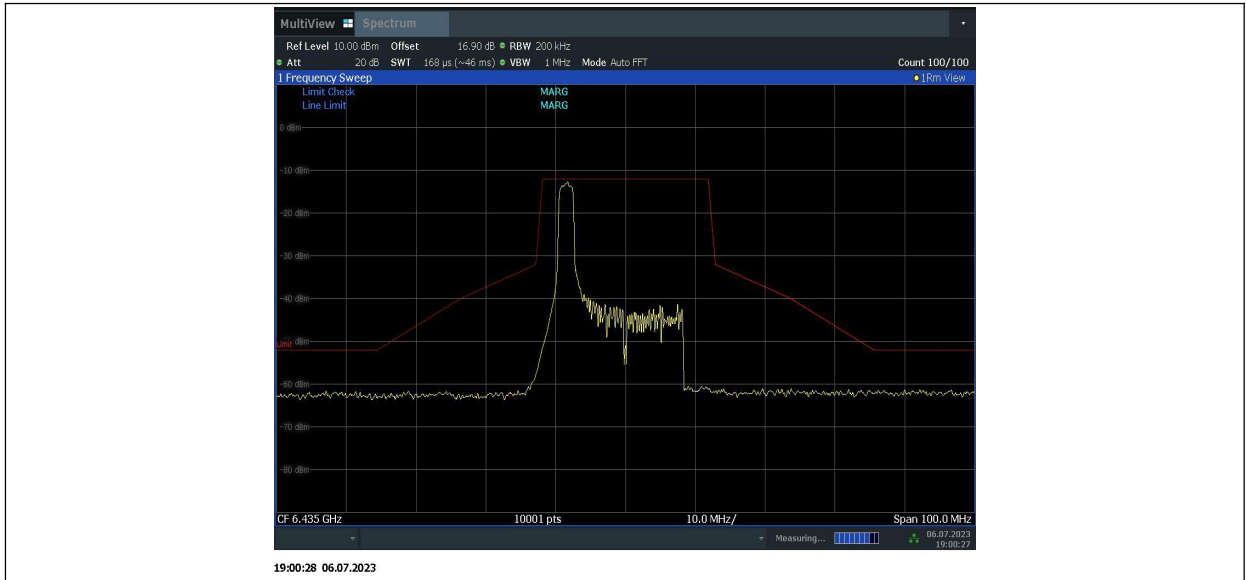 MultiView Spectrum
Ref Level 10.00 dBm Offset 16.90 dB RBW 200 kHz
Att 20 dB SWT 168 µs (~46 ms) VBW 1 MHz Mode Auto FFT Count 100/100
1 Frequency Sweep 1Rm View
Limit Check MARG
Line Limit MARG
0 dBm
-10 dBm
-20 dBm
-30 dBm
-40 dBm
Limit dBm
-60 dBm
-70 dBm
-80 dBm
CF 6.435 GHz 10001 pts 10.0 MHz/ Span 100.0 MHz
Measuring... 06.07.2023
19:00:27
19:00:28 06.07.2023